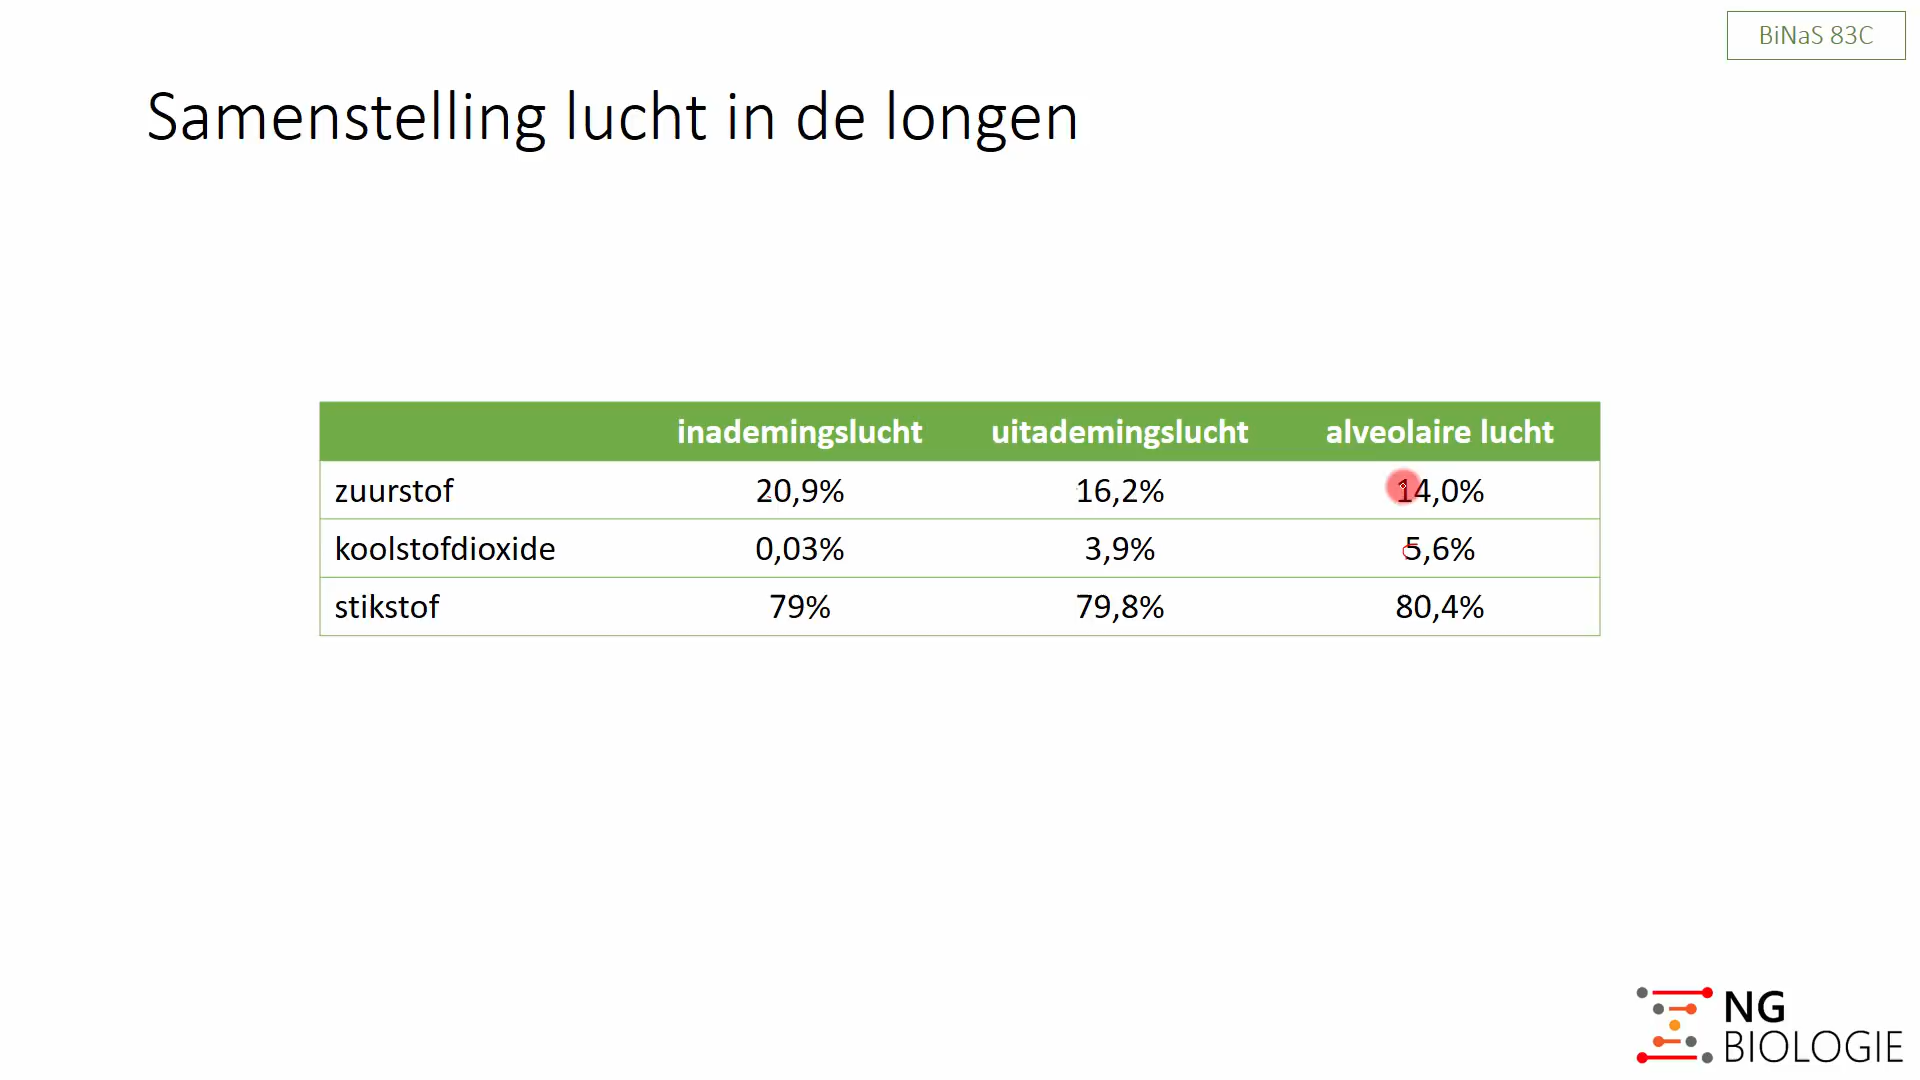 BiNaS 83C
Samenstelling lucht in de longen
inademingslucht uitademingslucht alveolaire lucht
zuurstof 20,9% 16,2% 14,0%
koolstofdioxide 0,03% 3,9% 5,6%
stikstof 79% 79,8% 80,4%
NG
BIOLOGIE